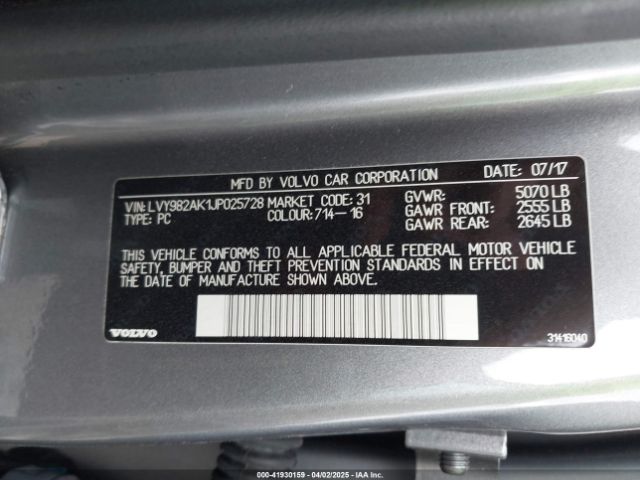 MFD BY VOLVO CAR CORPORATION DATE: 07/17
VIN: LVY982AK1JP025728 MARKET CODE: 31 GVWR: 5070 LB
TYPE: PC COLOUR: 714-16 GAWR FRONT: 2555 LB
GAWR REAR: 2645 LB
THIS VEHICLE CONFORMS TO ALL APPLICABLE FEDERAL MOTOR VEHICLE
SAFETY, BUMPER AND THEFT PREVENTION STANDARDS IN EFFECT ON
THE DATE OF MANUFACTURE SHOWN ABOVE.
VOLVO 31416040
000-41930159 - 04/02/2025 - IAAI.com